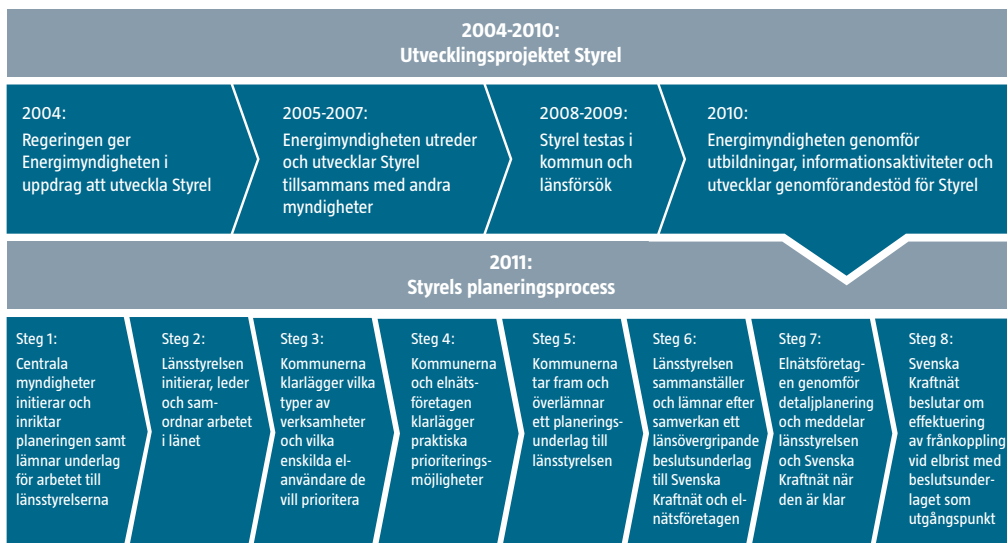 2004-2010:
Utvecklingsprojektet Styrel
2004:
Regeringen ger
Energimyndigheten i
uppdrag att utveckla Styrel
2005-2007:
Energimyndigheten utreder
och utvecklar Styrel
tillsammans med andra
myndigheter
2008-2009:
Styrel testas i
kommun och
länsförsök
2010:
Energimyndigheten genomför
utbildningar, informationsaktiviteter och
utvecklar genomförandestöd för Styrel
2011:
Styrels planeringsprocess
Steg 1:
Centrala
myndigheter
initierar och
inriktar
planeringen samt
lämnar underlag
för arbetet till
länsstyrelserna
Steg 2:
Länsstyrelsen
initierar, leder
och sam-
ordnar arbetet
i länet
Steg 3:
Kommunerna
klarlägger vilka
typer av
verksamheter
och vilka
enskilda el-
användare de
vill prioritera
Steg 4:
Kommunerna
och elnäts-
företagen
klarlägger
praktiska
prioriterings-
möjligheter
Steg 5:
Kommunerna
tar fram och
överlämnar
ett planerings-
underlag till
länsstyrelsen
Steg 6:
Länsstyrelsen
sammanställer
och lämnar efter
samverkan ett
länsövergripande
beslutsunderlag
till Svenska
Kraftnät och el-
nätsföretagen
Steg 7:
Elnätsföretag-
en genomför
detaljplanering
och meddelar
länsstyrelsen
och Svenska
Kraftnät när
den är klar
Steg 8:
Svenska
Kraftnät
beslutar om
effektuering
av frånkoppling
vid elbrist med
beslutsunder-
laget som
utgångspunkt